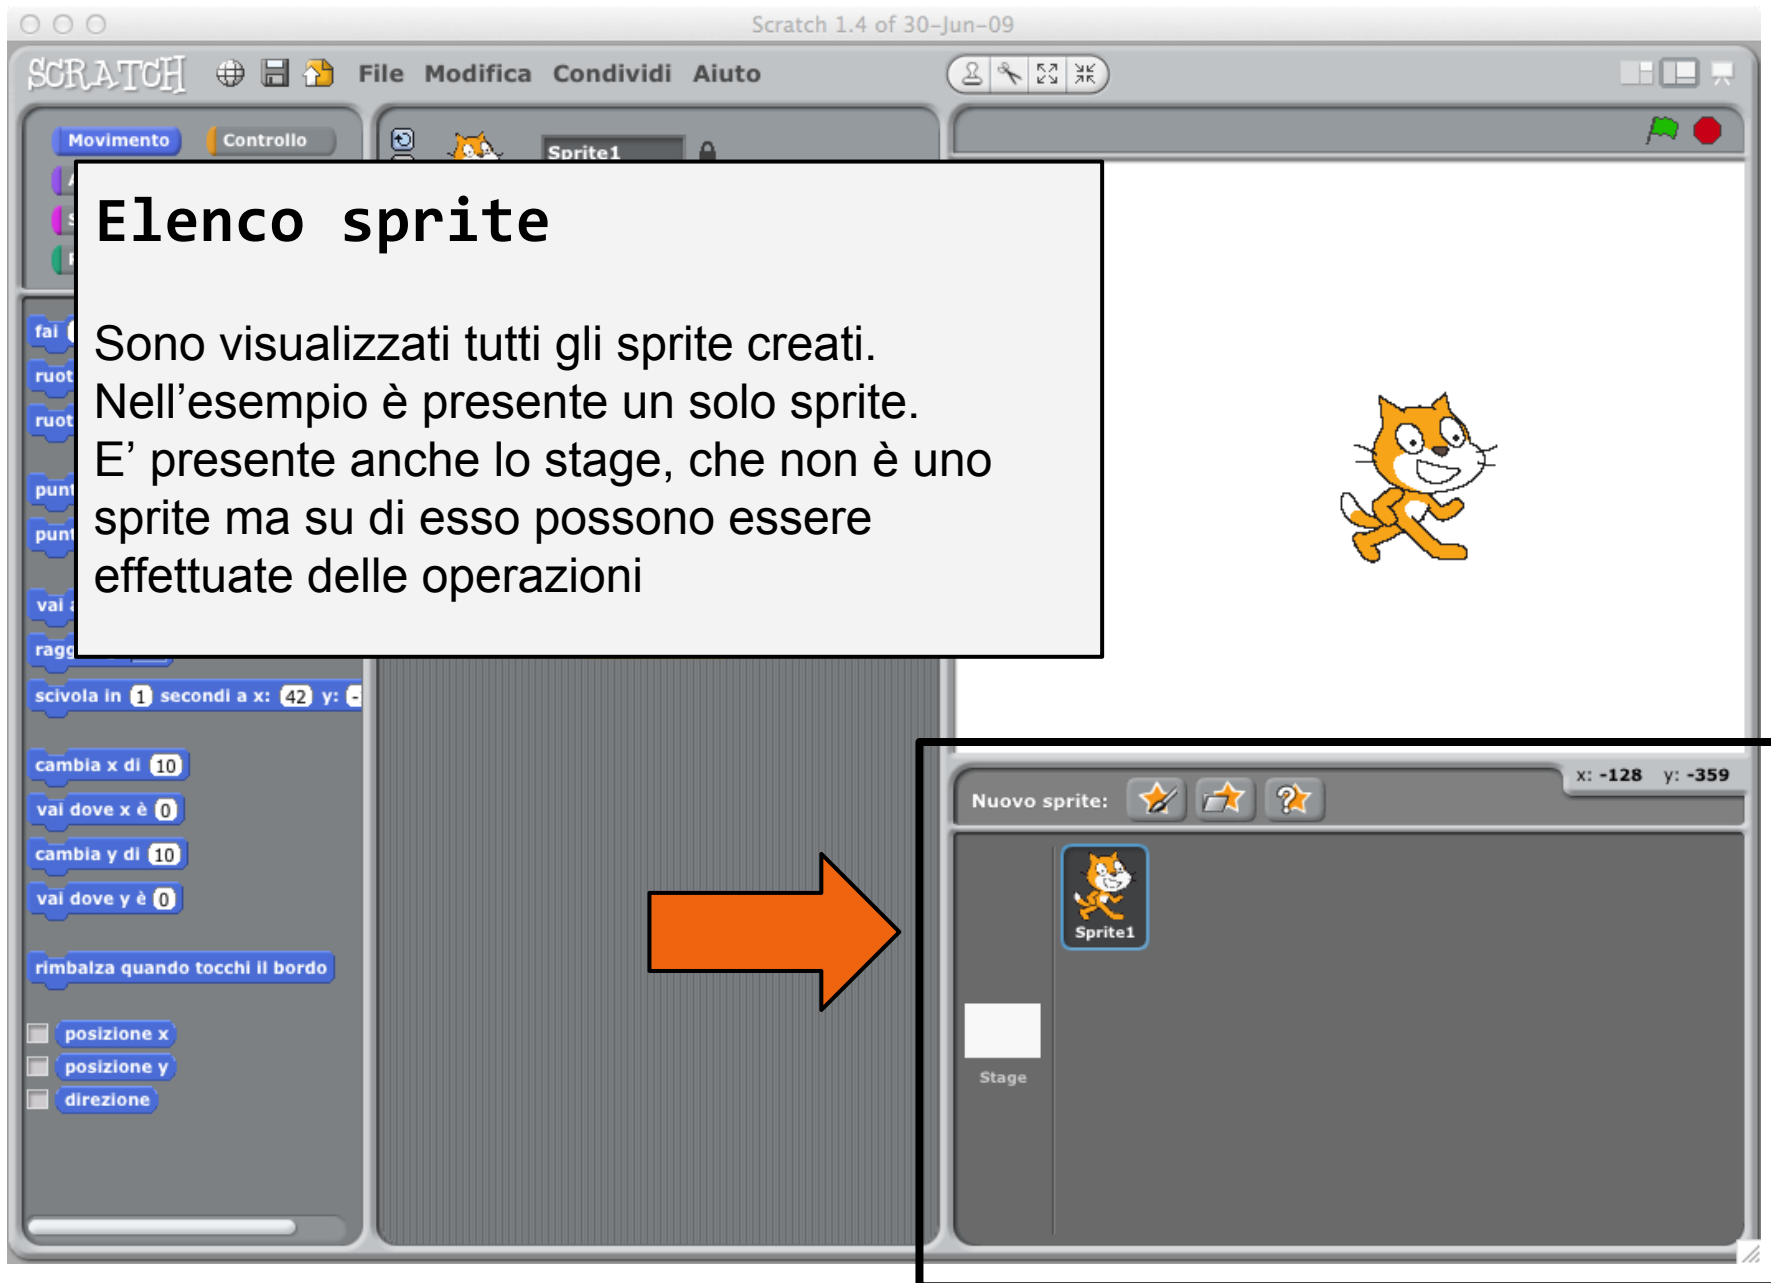 Scratch 1.4 of 30-Jun-09
SCRATCH File Modifica Condividi Aiuto
Movimento Controllo
Sprite1
Elenco sprite
Sono visualizzati tutti gli sprite creati.
Nell’esempio è presente un solo sprite.
E’ presente anche lo stage, che non è uno
sprite ma su di esso possono essere
effettuate delle operazioni
fai
scivola in 1 secondi a x: 42 y:
cambia x di 10
vai dove x è 0
cambia y di 10
vai dove y è 0
rimbalza quando tocchi il bordo
posizione x
posizione y
direzione
x: -128 y: -359
Nuovo sprite:
Sprite1
Stage